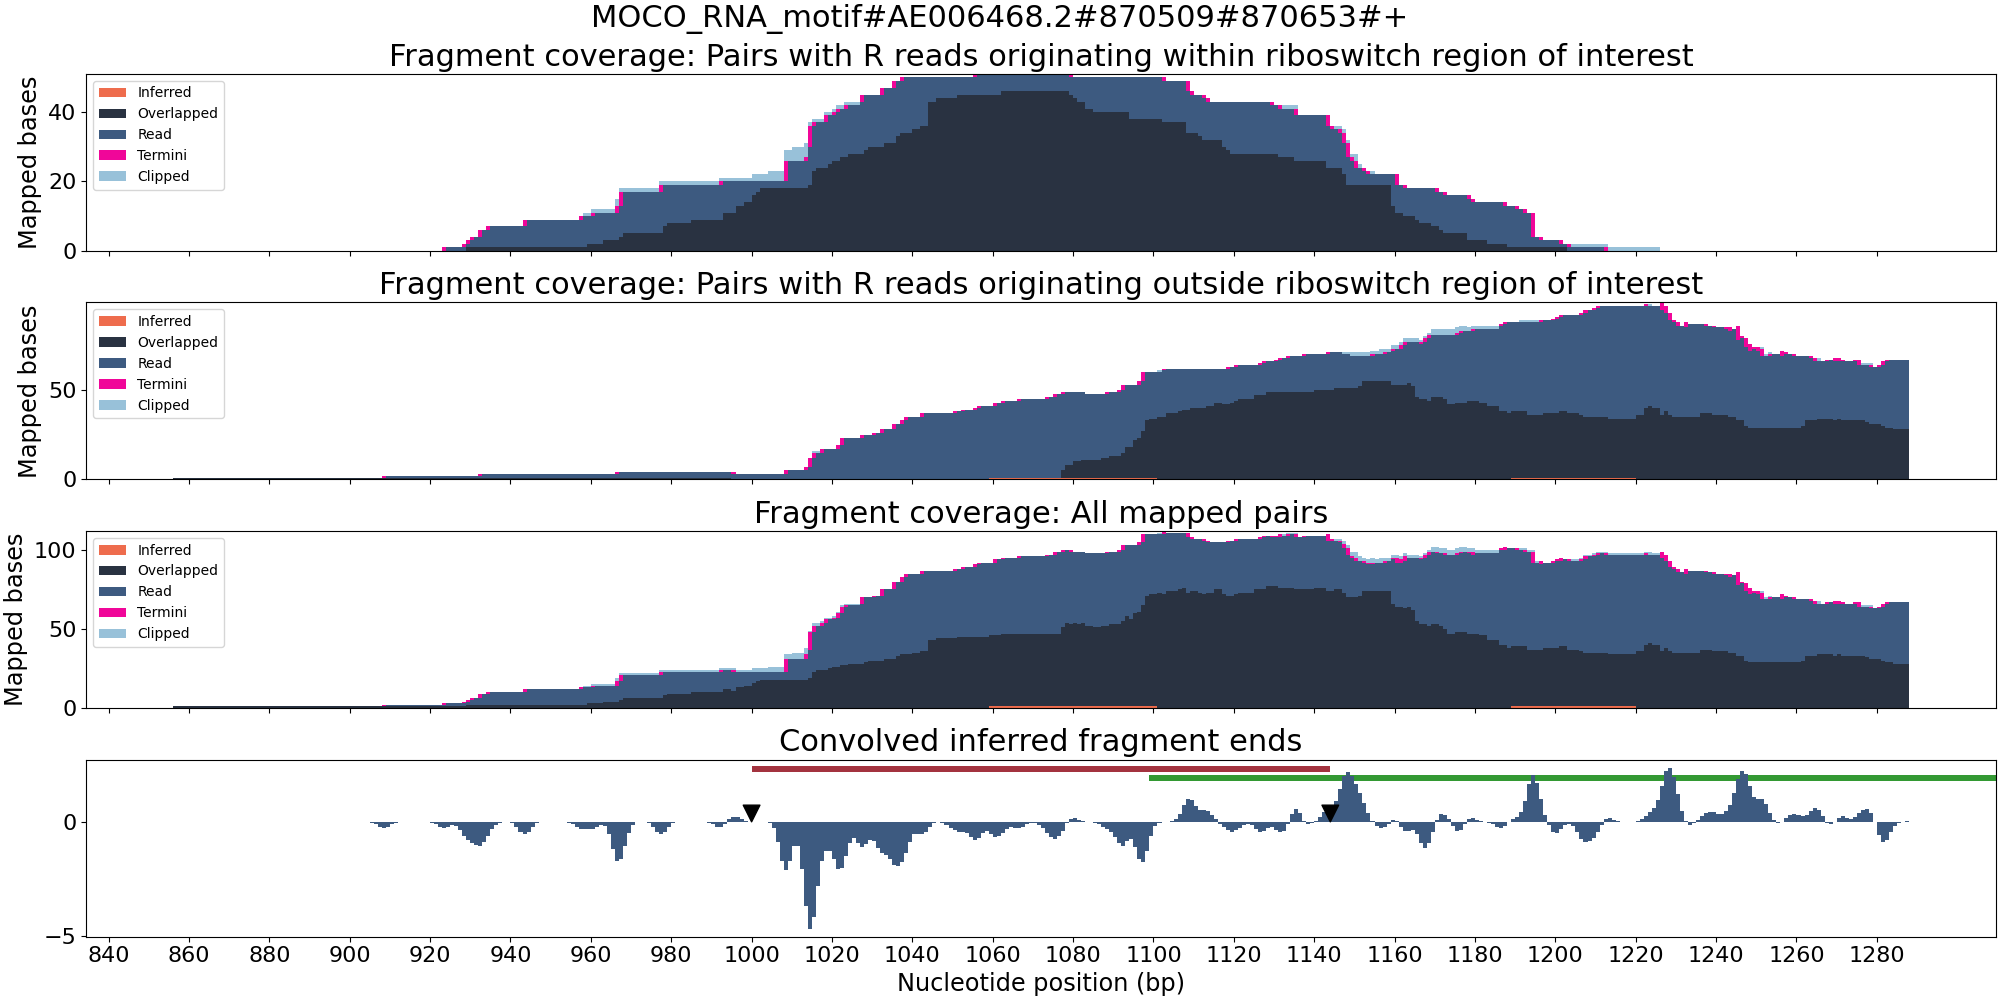 MOCO_RNA_motif#AE006468.2#870509#870653#+
Fragment coverage: Pairs with R reads originating within riboswitch region of interest
Mapped bases
40
20
0
Inferred
Overlapped
Read
Termini
Clipped
Fragment coverage: Pairs with R reads originating outside riboswitch region of interest
Mapped bases
50
0
Inferred
Overlapped
Read
Termini
Clipped
Fragment coverage: All mapped pairs
Mapped bases
100
50
0
Inferred
Overlapped
Read
Termini
Clipped
Convolved inferred fragment ends
0
−5
840 860 880 900 920 940 960 980 1000 1020 1040 1060 1080 1100 1120 1140 1160 1180 1200 1220 1240 1260 1280
Nucleotide position (bp)